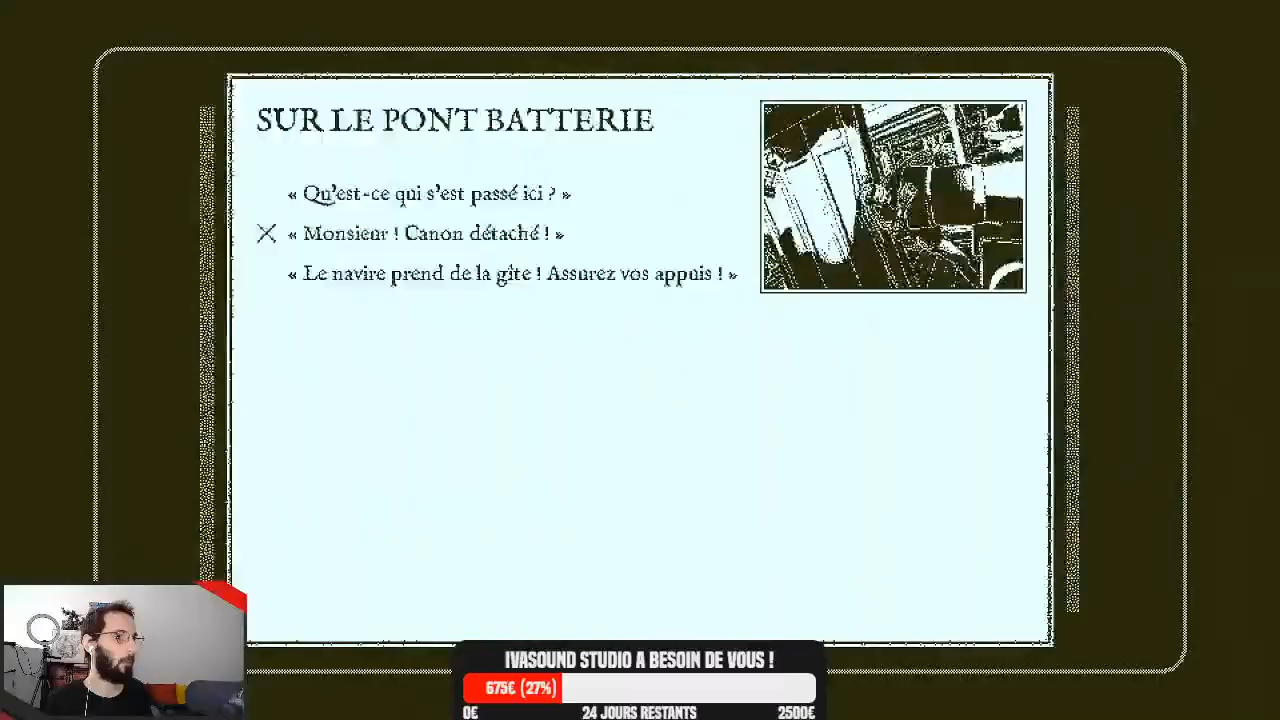 SUR LE PONT BATTERIE
« Qu'est-ce qui s'est passé ici ? »
« Monsieur ! Canon détaché ! »
« Le navire prend de la gîte ! Assurez vos appuis ! »
IVASOUND STUDIO A BESOIN DE VOUS !
675€ (27%)
0€ 24 JOURS RESTANTS 2500€